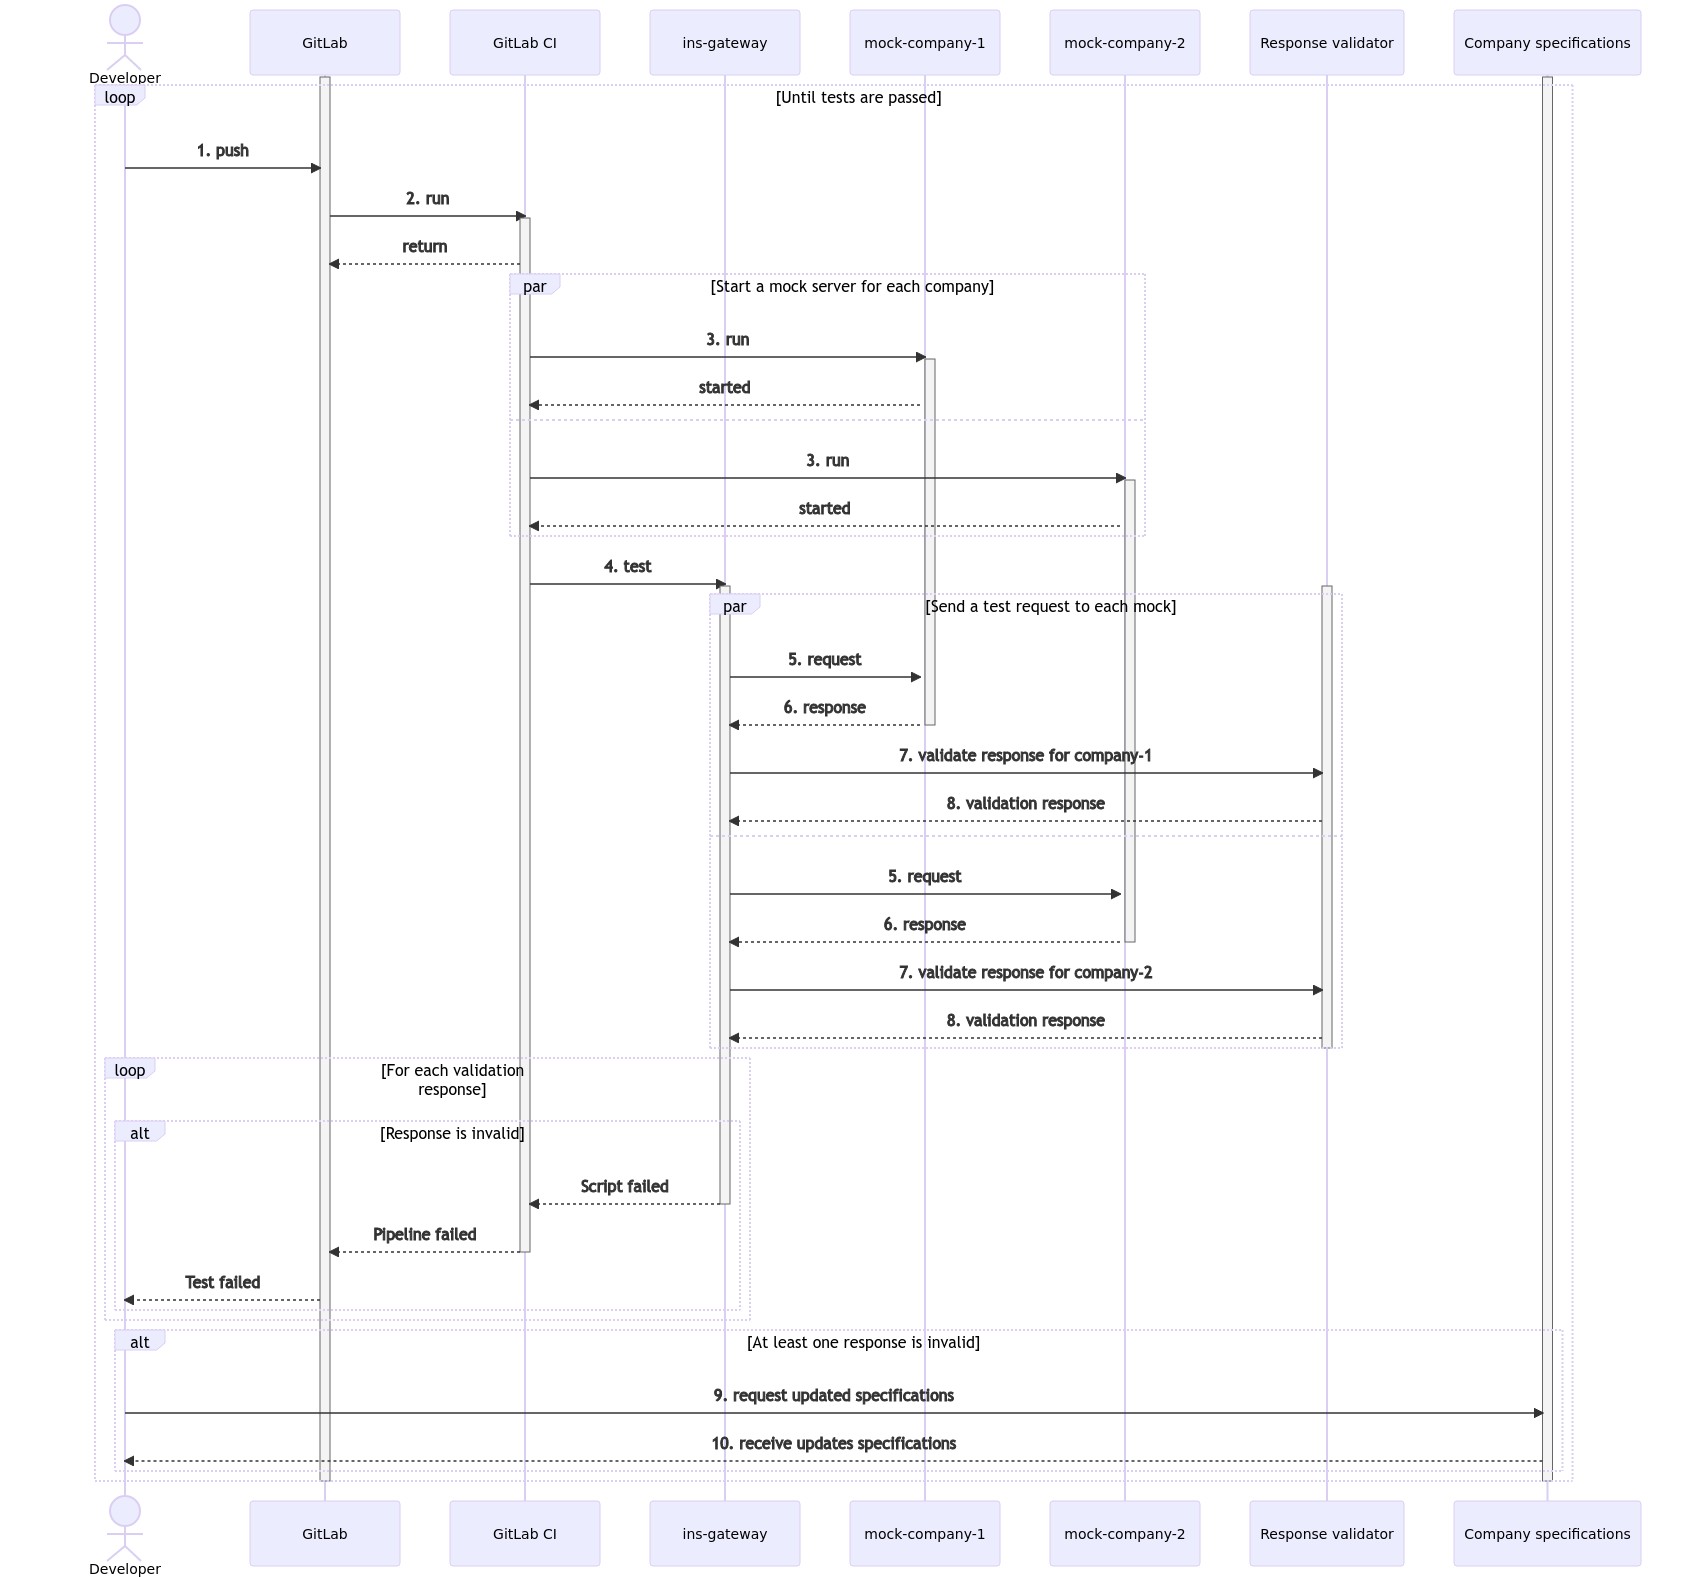 GitLab
GitLab CI
ins-gateway
mock-company-1
mock-company-2
Response validator
Company specifications
Developer
loop
[Until tests are passed]
1. push
2. run
return
par
[Start a mock server for each company]
3. run
started
3. run
started
4. test
par
[Send a test request to each mock]
5. request
6. response
7. validate response for company-1
8. validation response
5. request
6. response
7. validate response for company-2
8. validation response
loop
[For each validation
response]
alt
[Response is invalid]
Script failed
Pipeline failed
Test failed
alt
[At least one response is invalid]
9. request updated specifications
10. receive updates specifications
GitLab
GitLab CI
ins-gateway
mock-company-1
mock-company-2
Response validator
Company specifications
Developer